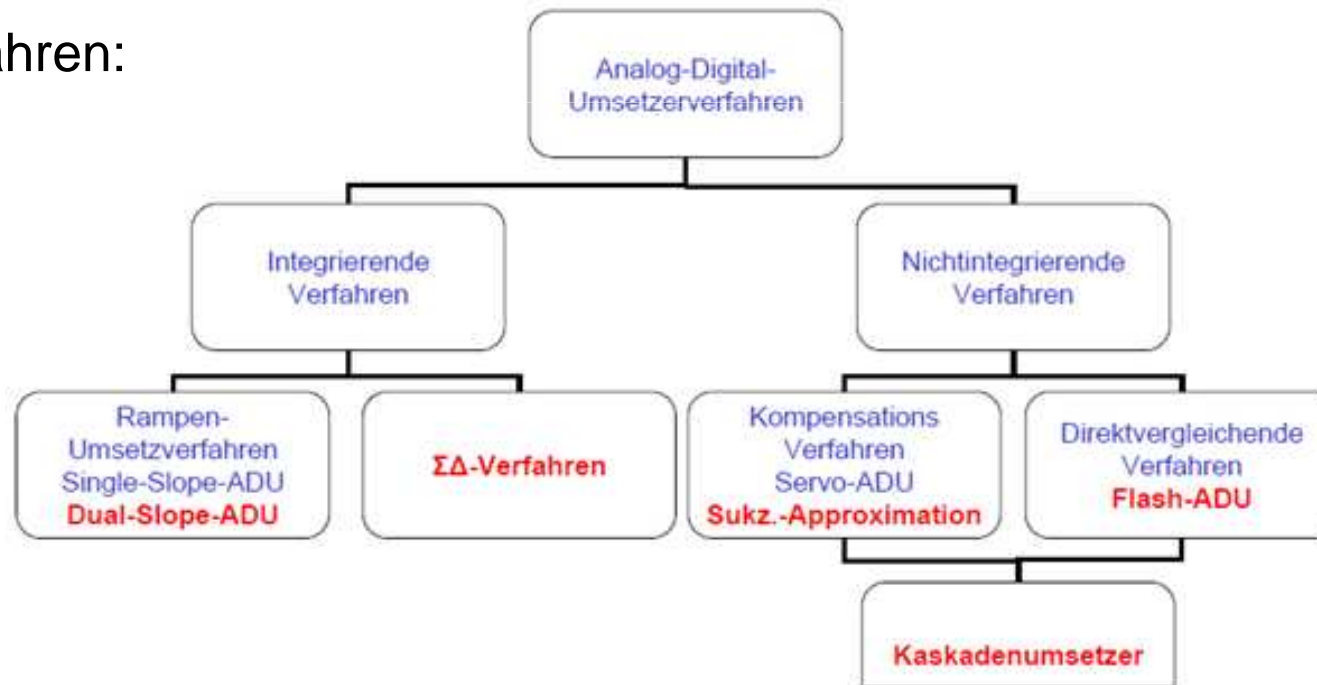 ahren:
Analog-Digital-
Umsetzerverfahren
Integrierende
Verfahren
Nichtintegrierende
Verfahren
Rampen-
Umsetzverfahren
Single-Slope-ADU
Dual-Slope-ADU
ΣΔ-Verfahren
Kompensations
Verfahren
Servo-ADU
Sukz.-Approximation
Direktvergleichende
Verfahren
Flash-ADU
Kaskadenumsetzer